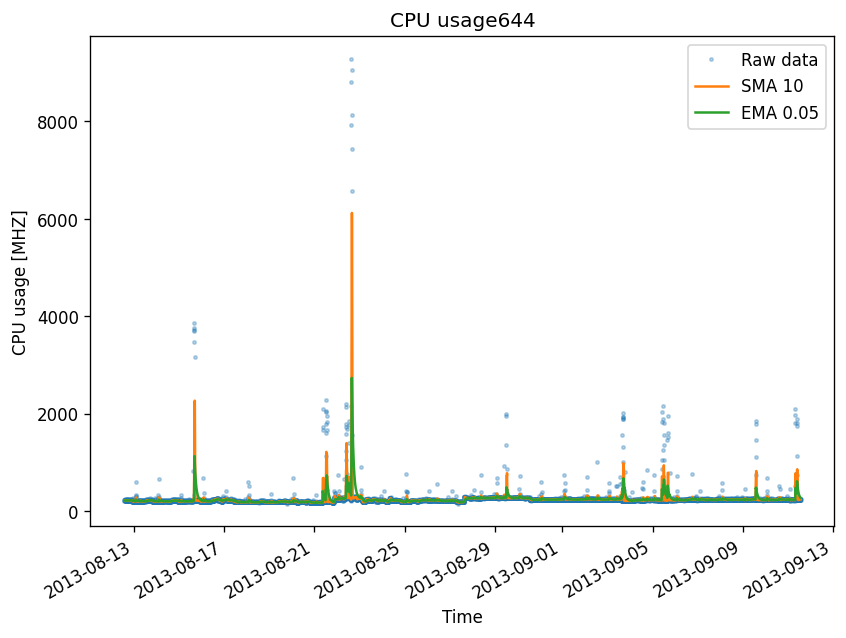 CPU usage644
Raw data
SMA 10
EMA 0.05
CPU usage [MHZ]
8000
6000
4000
2000
0
2013-08-13
2013-08-17
2013-08-21
2013-08-25
2013-08-29
2013-09-01
2013-09-05
2013-09-09
2013-09-13
Time